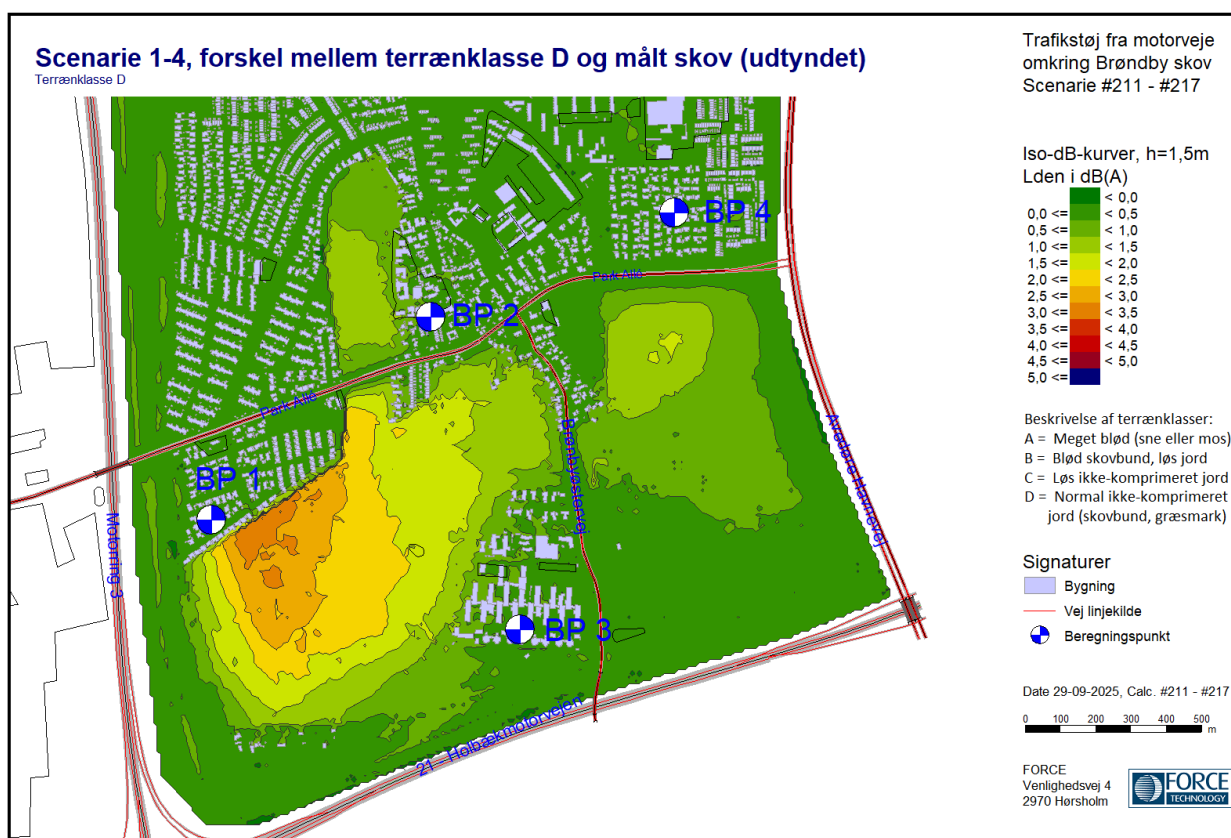 Scenarie 1-4, forskel mellem terrænklasse D og målt skov (udtyndet)
Terrænklasse D
Trafikstøj fra motorveje
omkring Brøndby skov
Scenarie #211 - #217
Iso-dB-kurver, h=1,5m
Lden i dB(A)
< 0,0
0,0 <= < 0,5
0,5 <= < 1,0
1,0 <= < 1,5
1,5 <= < 2,0
2,0 <= < 2,5
2,5 <= < 3,0
3,0 <= < 3,5
3,5 <= < 4,0
4,0 <= < 4,5
4,5 <= < 5,0
5,0 <=
Beskrivelse af terrænklasser:
A = Meget blød (sne eller mos)
B = Blød skovbund, løs jord
C = Løs ikke-komprimeret jord
D = Normal ikke-komprimeret
jord (skovbund, græsmark)
Signaturer
Bygning
Vej linjekilde
Beregningspunkt
Date 29-09-2025, Calc. #211 - #217
0 100 200 300 400 500
m
FORCE
Venlighedsvej 4
2970 Hørsholm
FORCE
TECHNOLOGY
BP 4
Park Allé
BP 2
Park Allé
BP 1
Brøndbyøstervej
Avedøre Havnevej
Motorring 3
BP 3
21 - Holbækmotorvejen